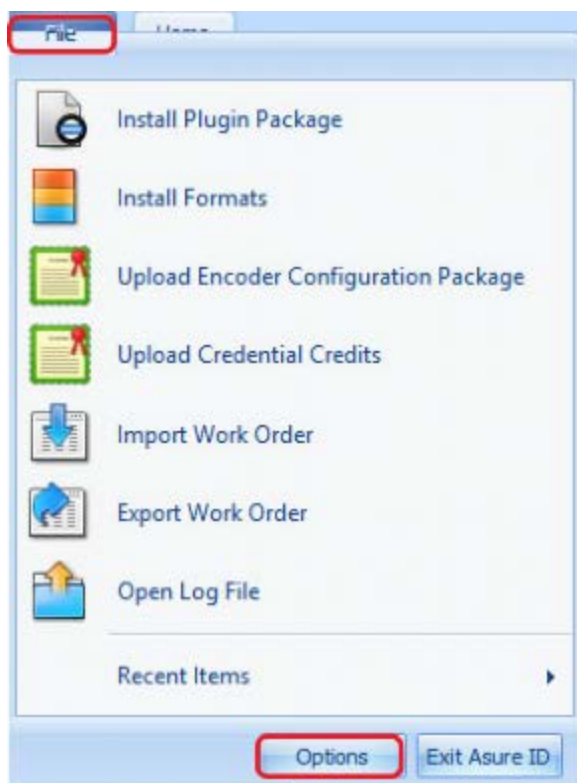 File Home
Install Plugin Package
Install Formats
Upload Encoder Configuration Package
Upload Credential Credits
Import Work Order
Export Work Order
Open Log File
Recent Items
Options Exit Asure ID